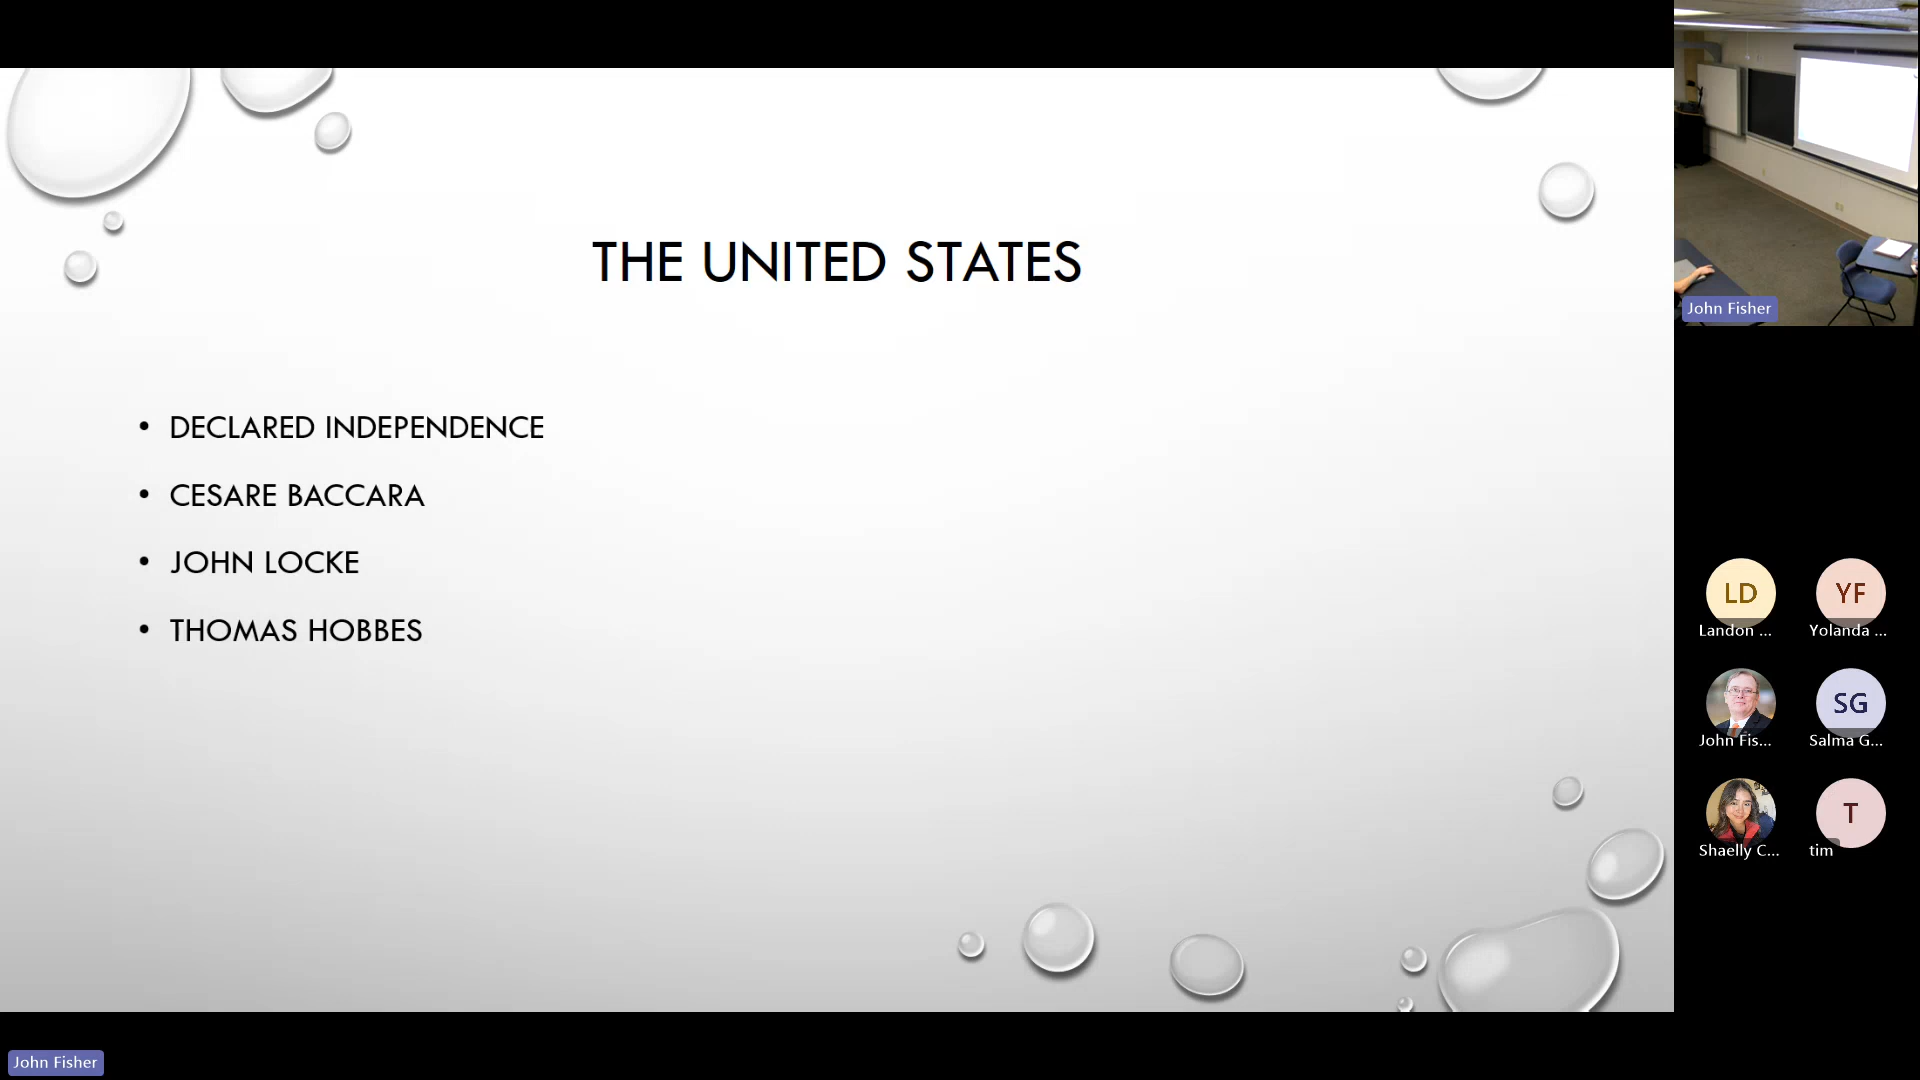 THE UNITED STATES
• DECLARED INDEPENDENCE
• CESARE BACCARA
• JOHN LOCKE
• THOMAS HOBBES
John Fisher
LD
YF
Landon ...
Yolanda ...
SG
John Fis...
Salma G...
T
Shaelly C...
tim
John Fisher